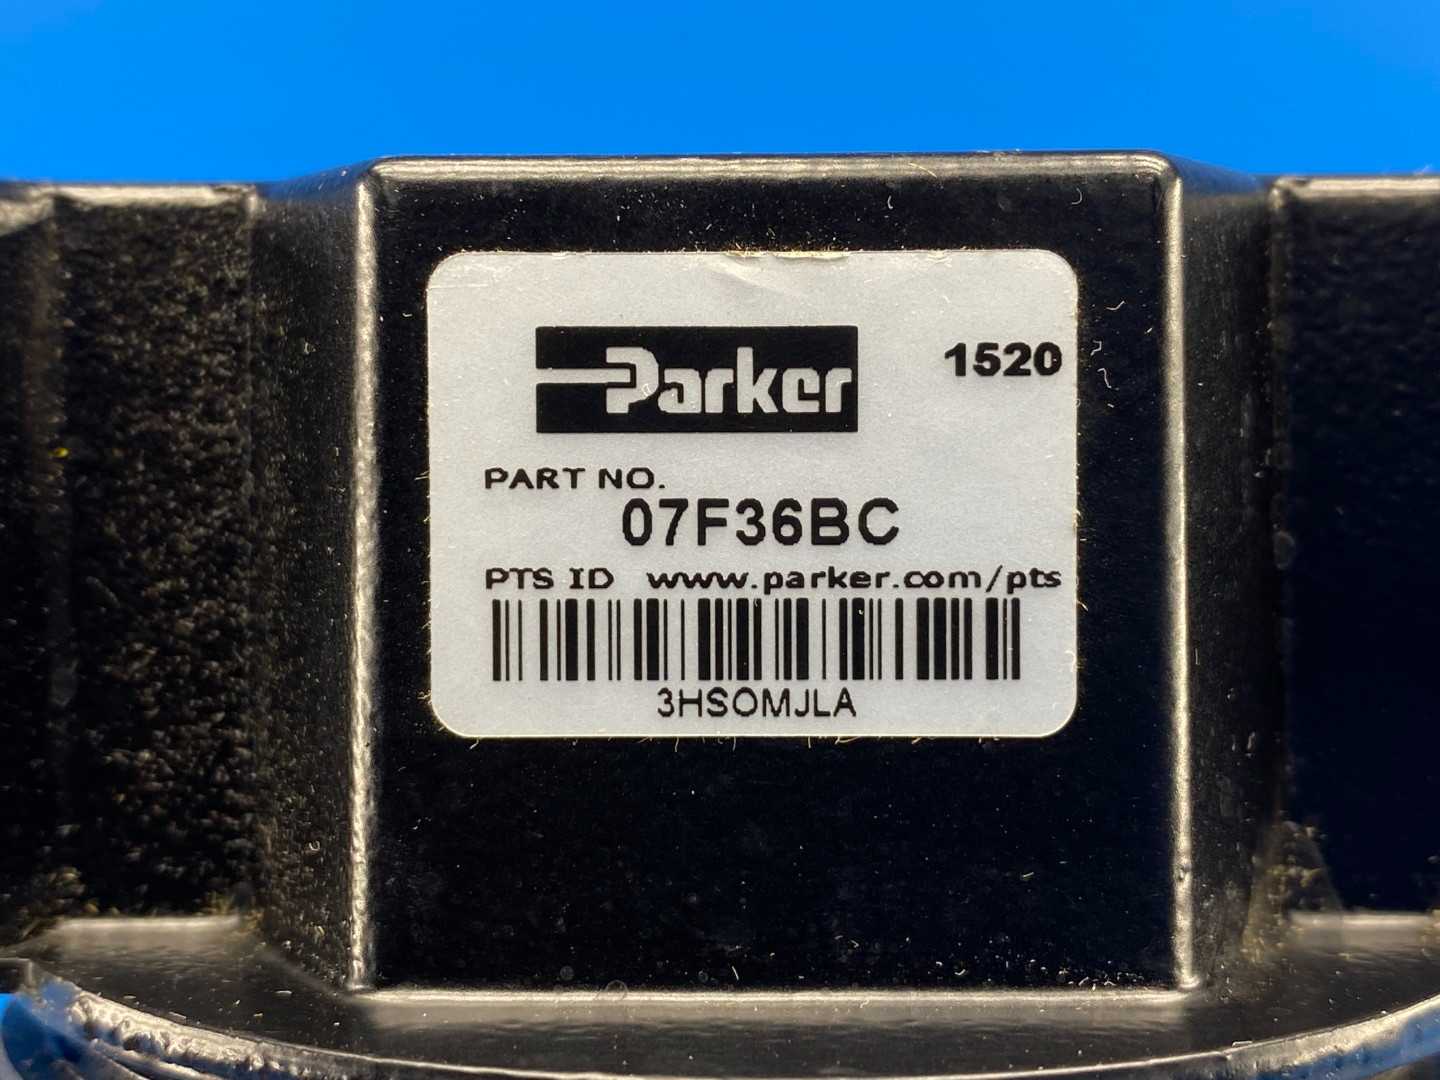 Parker 1520
PART NO.
07F36BC
PTS ID www.parker.com/pts
3HSOMJLA